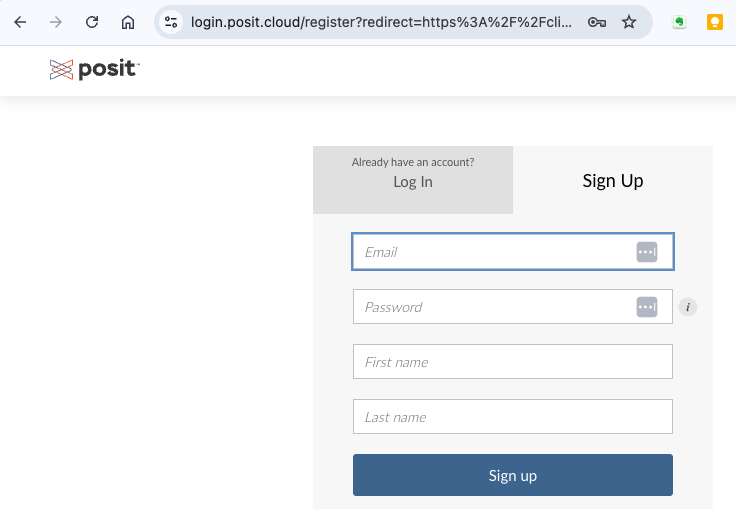 login.posit.cloud/register?redirect=https%3A%2F%2Fcli...
posit™
Already have an account?
Log In
Sign Up
Email
Password
i
First name
Last name
Sign up